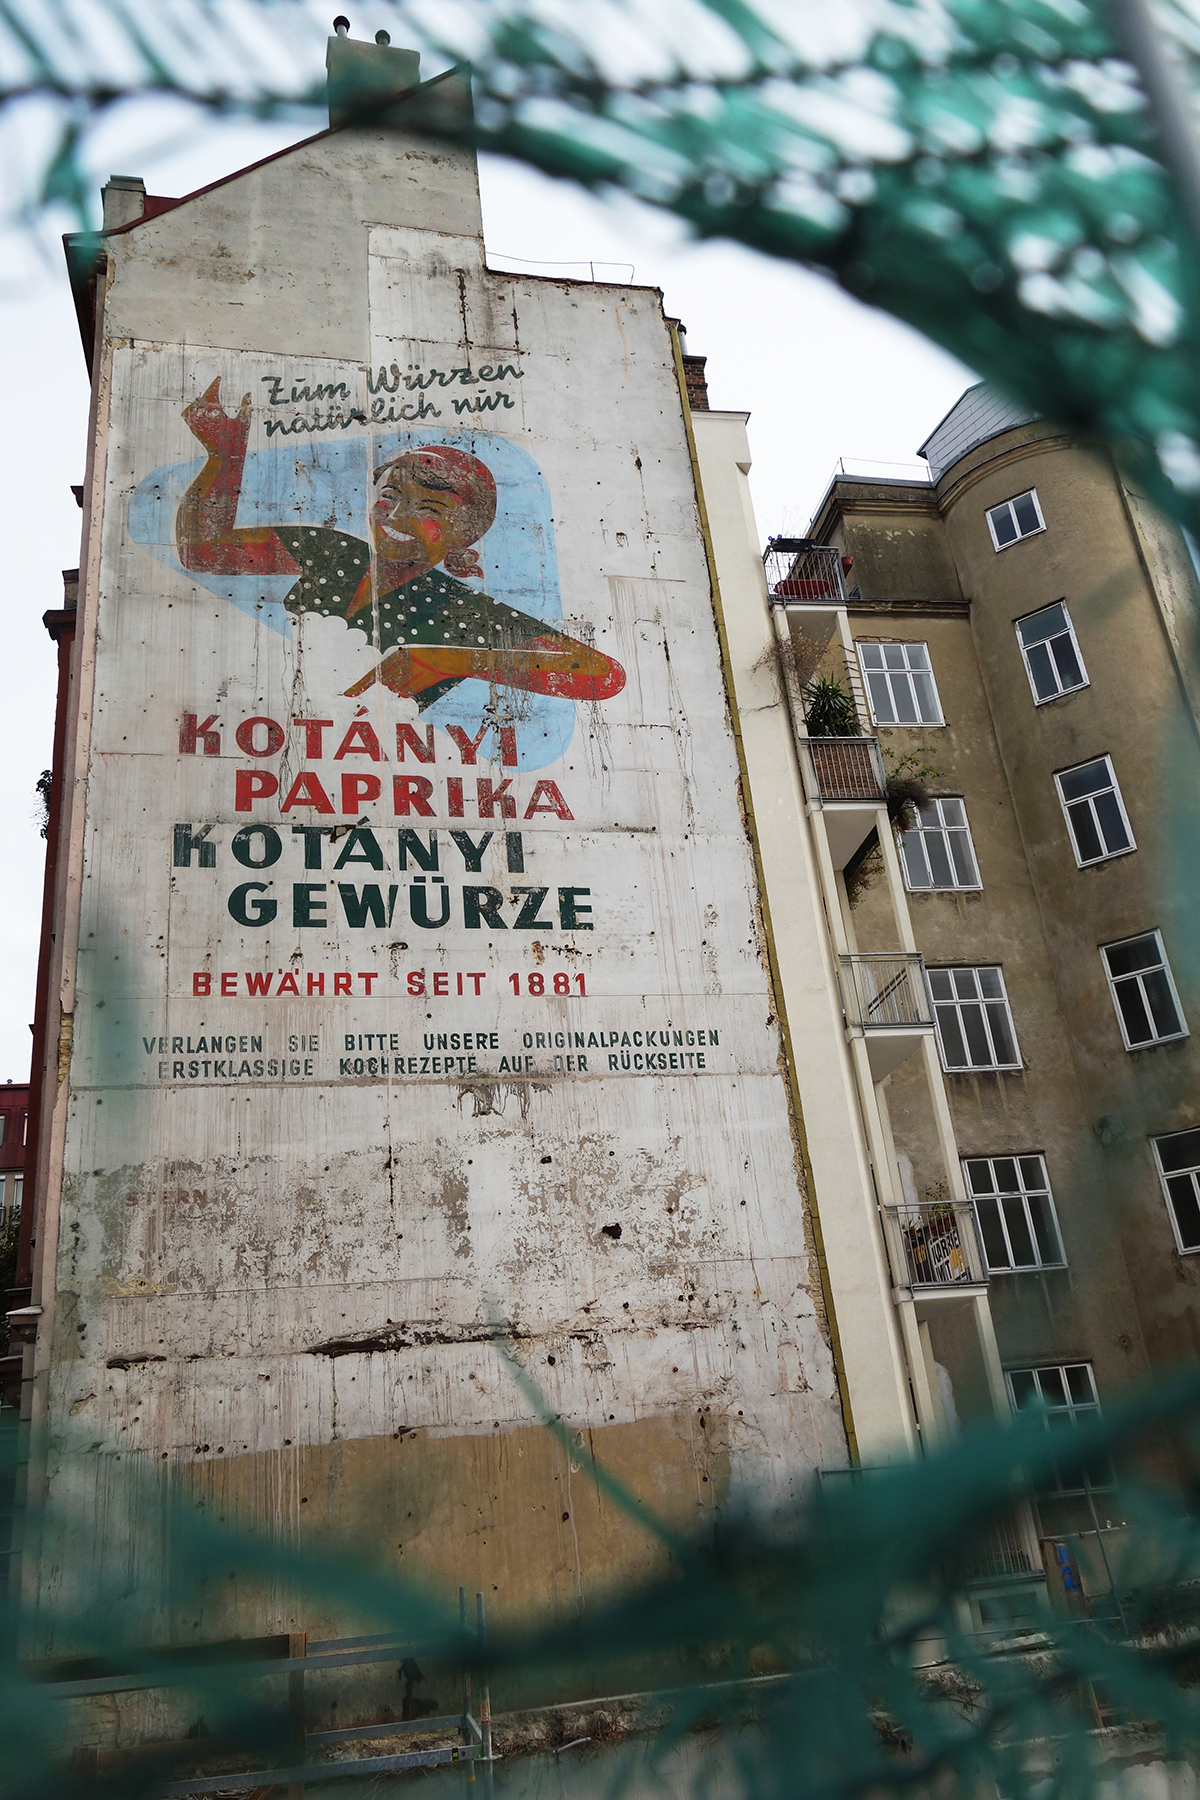 Zum Würzen
natürlich nur
KOTÁNYI
PAPRIKA
KOTÁNYI
GEWÜRZE
BEWÄHRT SEIT 1881
VERLANGEN SIE BITTE UNSERE ORIGINALPACKUNGEN
ERSTKLASSIGE KOCHREZEPTE AUF DER RÜCKSEITE
STERN